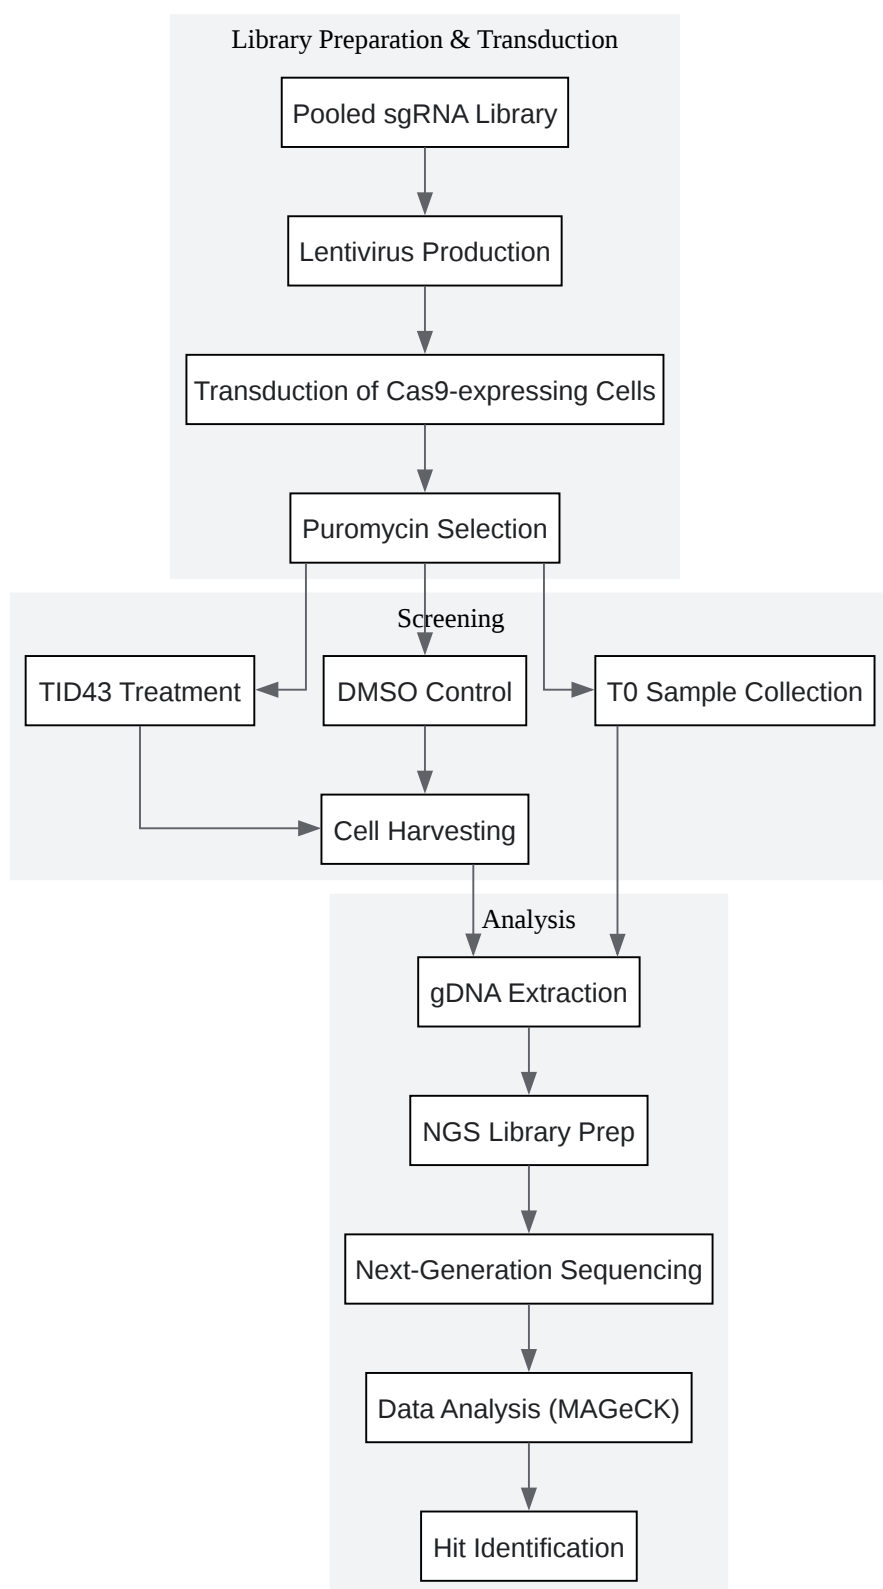 Library Preparation & Transduction
Pooled sgRNA Library
Lentivirus Production
Transduction of Cas9-expressing Cells
Puromycin Selection
Screening
TID43 Treatment
DMSO Control
T0 Sample Collection
Cell Harvesting
Analysis
gDNA Extraction
NGS Library Prep
Next-Generation Sequencing
Data Analysis (MAGeCK)
Hit Identification